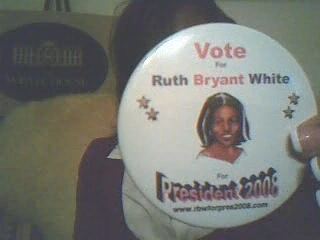 Vote
For
Ruth Bryant White
For
President 2008
www.rbwforpres2008.com